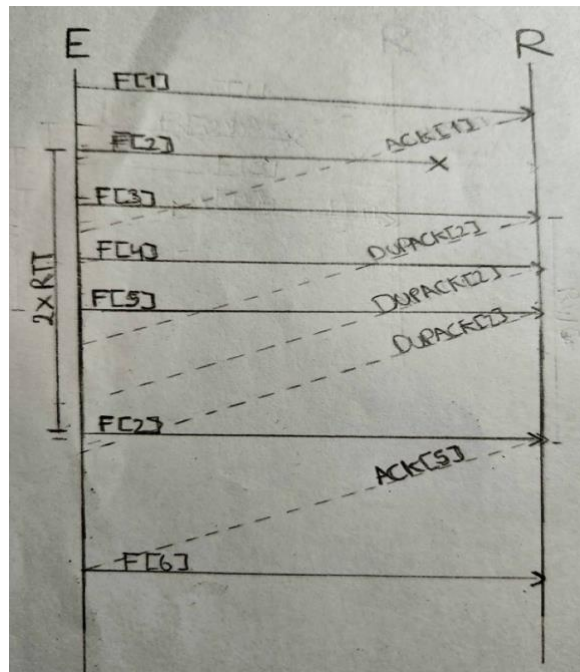 E
R
F[1]
ACK[1]
F[2]
F[3]
DUPACK[2]
F[4]
DUPACK[2]
F[5]
DUPACK[2]
2xRTT
F[2]
ACK[5]
F[6]